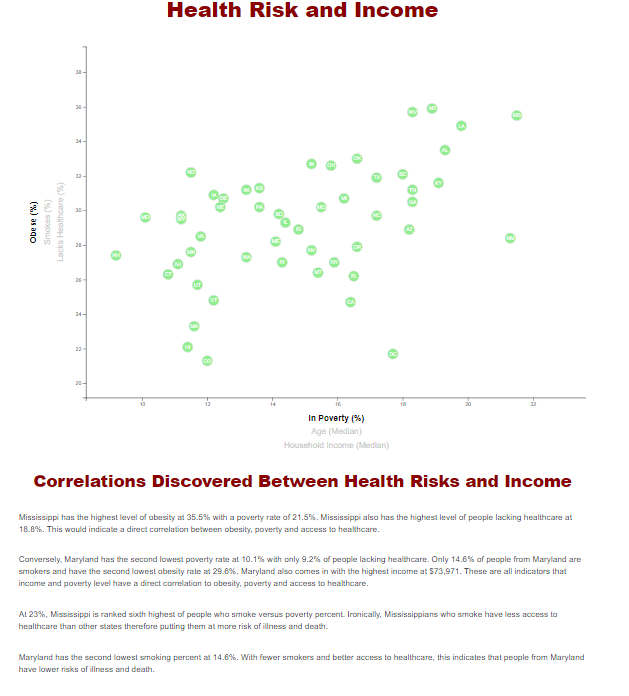 Health Risk and Income
38
36
34
32
30
28
26
24
22
20
Obese (%)
Smokes (%)
Lacks Healthcare (%)
WV
AR
MS
LA
AL
OK
IN
OH
MI
TX
SC
KY
TN
GA
ND
WI
KS
IA
DE
NE
PA
MO
MD
SD
IL
ID
NC
AZ
NM
VA
ME
NH
MN
WA
NV
OR
NJ
RI
NY
CT
MT
FL
UT
VT
CA
MA
HI
CO
DC
10
12
14
16
18
20
22
In Poverty (%)
Age (Median)
Household Income (Median)
Correlations Discovered Between Health Risks and Income
Mississippi has the highest level of obesity at 35.5% with a poverty rate of 21.5%. Mississippi also has the highest level of people lacking healthcare at
18.8%. This would indicate a direct correlation between obesity, poverty and access to healthcare.
Conversely, Maryland has the second lowest poverty rate at 10.1% with only 9.2% of people lacking healthcare. Only 14.6% of people from Maryland are
smokers and have the second lowest obesity rate at 29.6%. Maryland also comes in with the highest income at $73,971. These are all indicators that
income and poverty level have a direct correlation to obesity, poverty and access to healthcare.
At 23%, Mississippi is ranked sixth highest of people who smoke versus poverty percent. Ironically, Mississippians who smoke have less access to
healthcare than other states therefore putting them at more risk of illness and death.
Maryland has the second lowest smoking percent at 14.6%. With fewer smokers and better access to healthcare, this indicates that people from Maryland
have lower risks of illness and death.